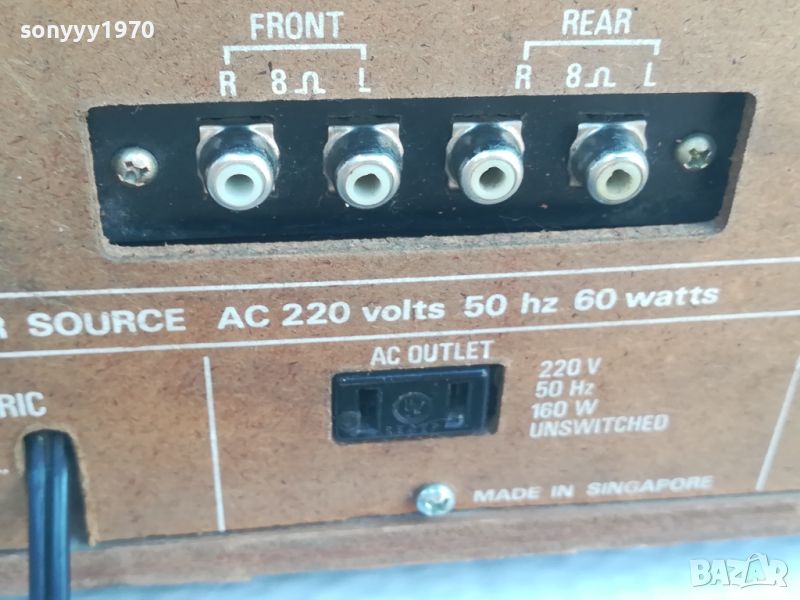 sonyyy1970
FRONT REAR
R 8Ω L R 8Ω L
R SOURCE AC 220 volts 50 hz 60 watts
AC OUTLET
220 V
50 Hz
160 W
UNSWITCHED
RIC
MADE IN SINGAPORE
BAZAR